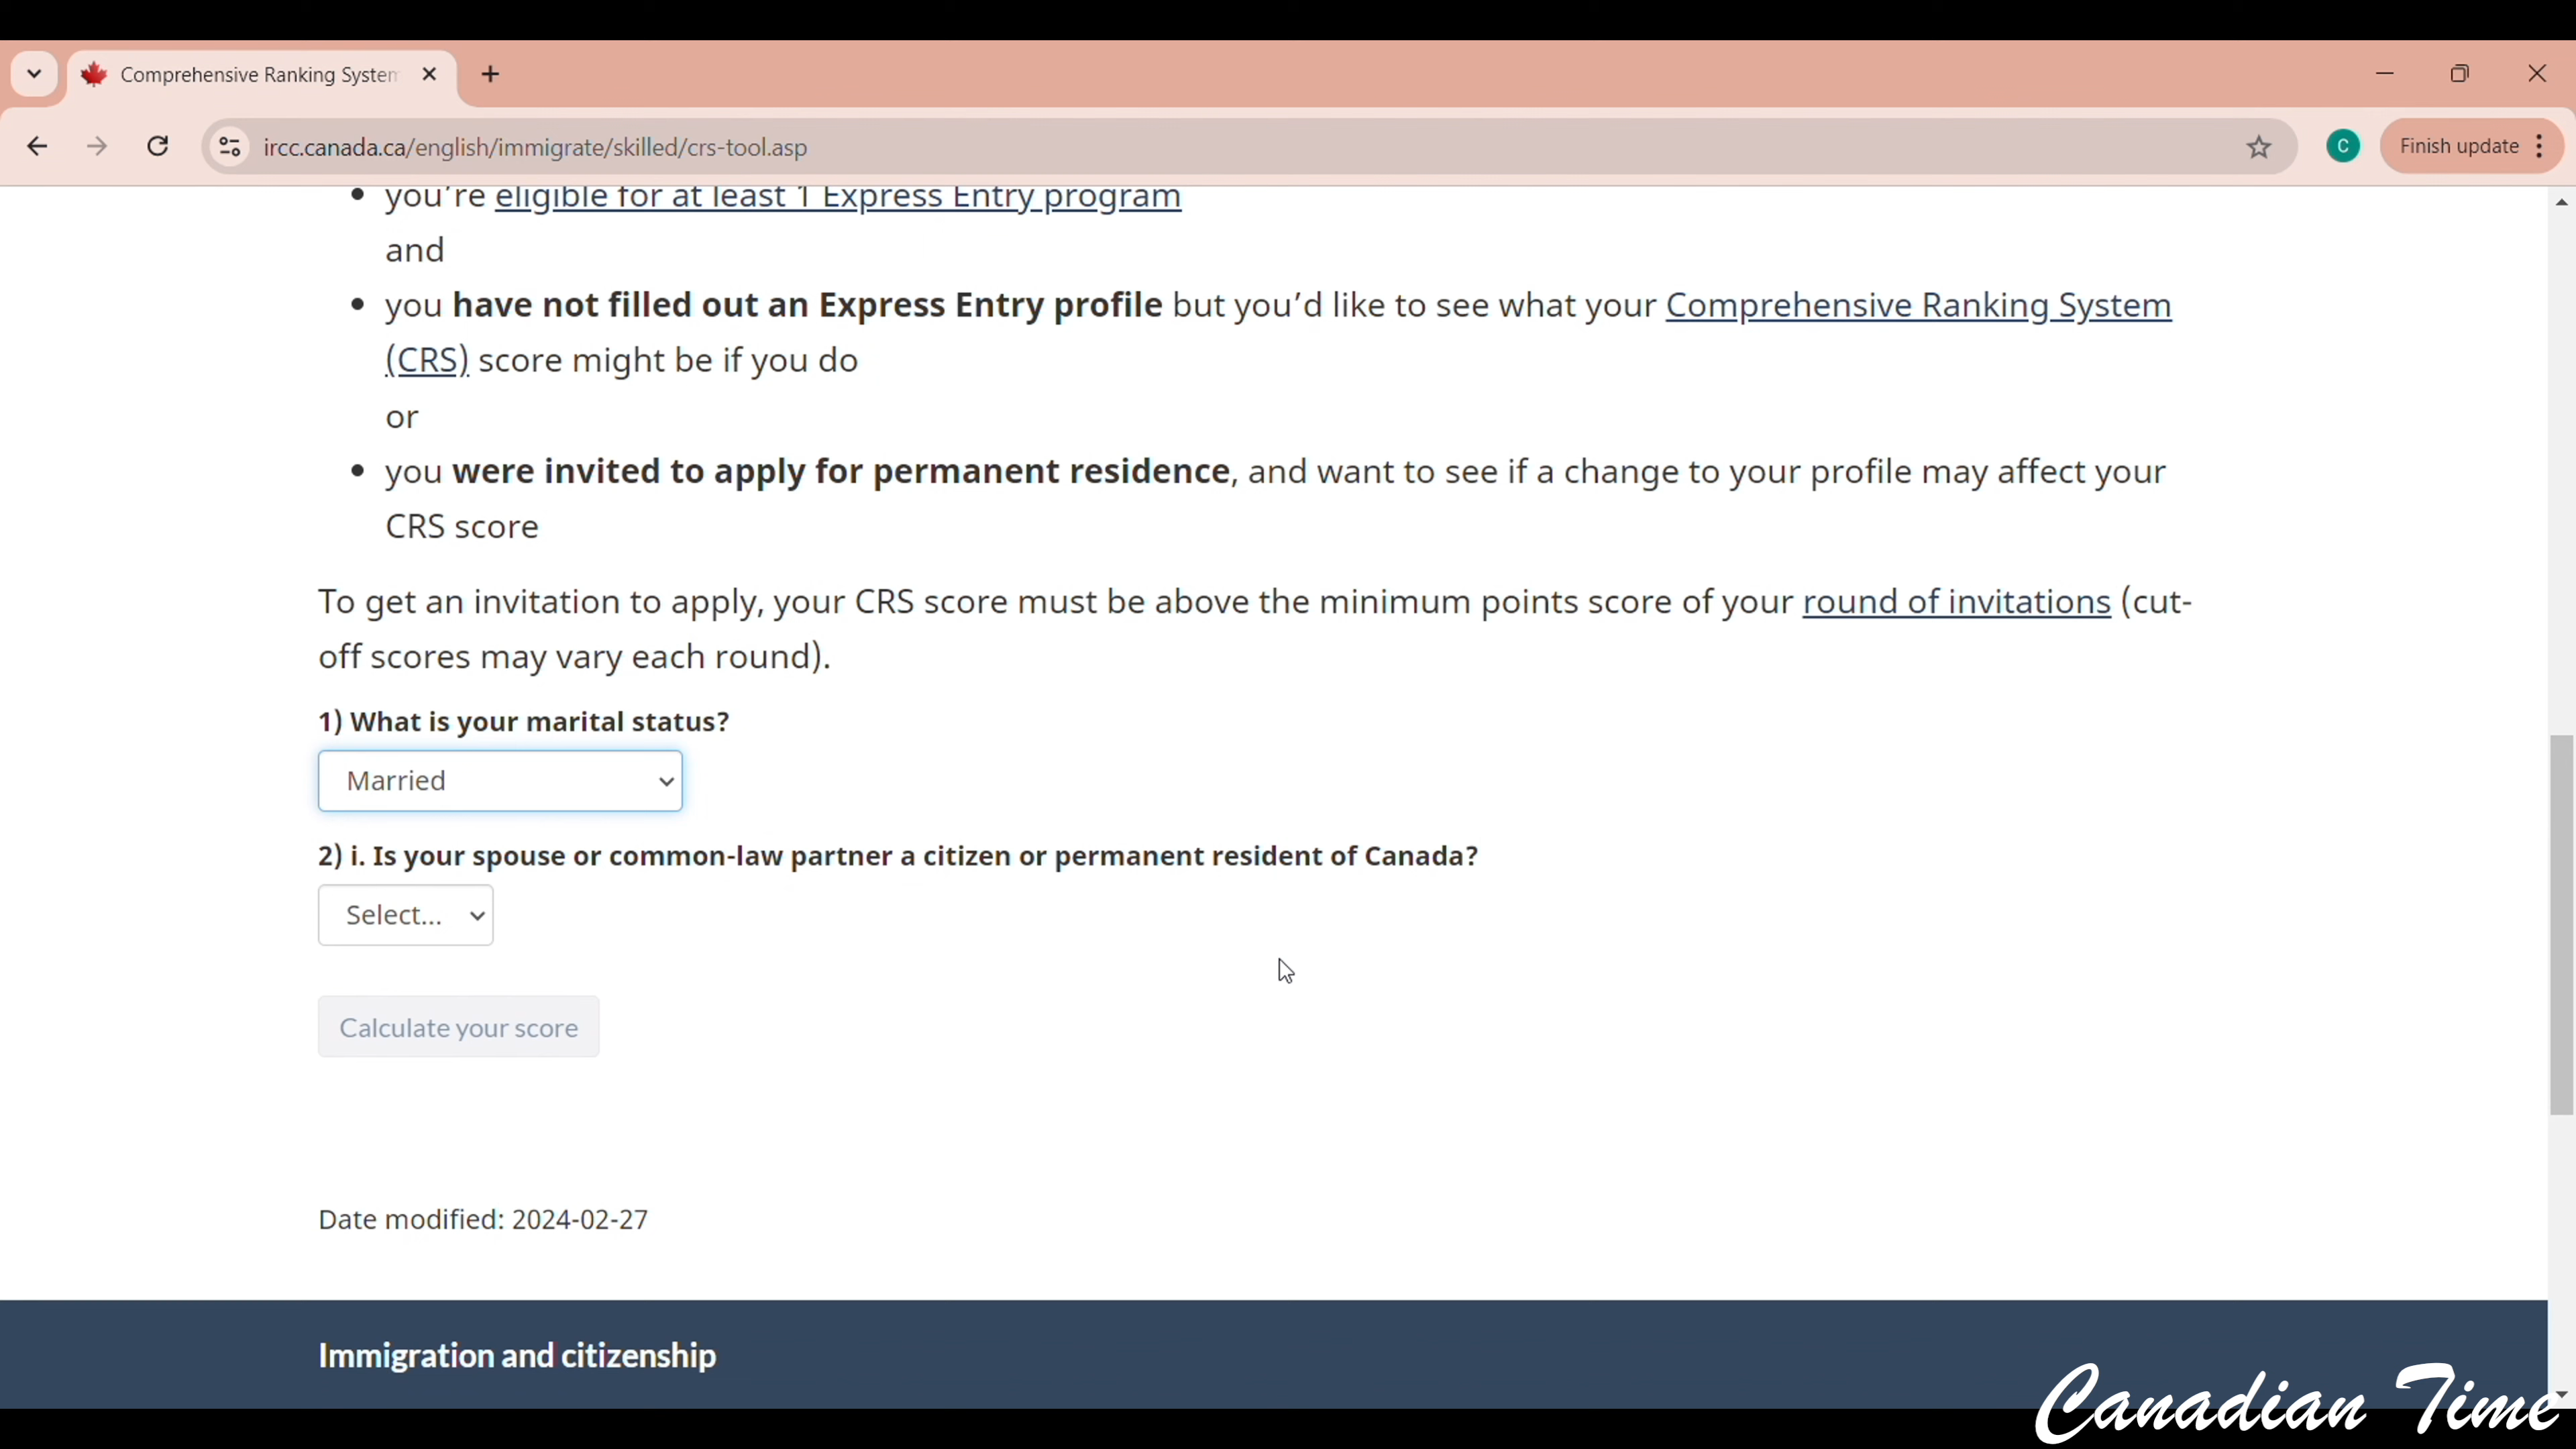 Comprehensive Ranking System
ircc.canada.ca/english/immigrate/skilled/crs-tool.asp
C
Finish update
• you’re eligible for at least 1 Express Entry program
and
• you have not filled out an Express Entry profile but you’d like to see what your Comprehensive Ranking System
(CRS) score might be if you do
or
• you were invited to apply for permanent residence, and want to see if a change to your profile may affect your
CRS score
To get an invitation to apply, your CRS score must be above the minimum points score of your round of invitations (cut-
off scores may vary each round).
1) What is your marital status?
Married
2) i. Is your spouse or common-law partner a citizen or permanent resident of Canada?
Select...
Calculate your score
Date modified: 2024-02-27
Immigration and citizenship
Canadian Time